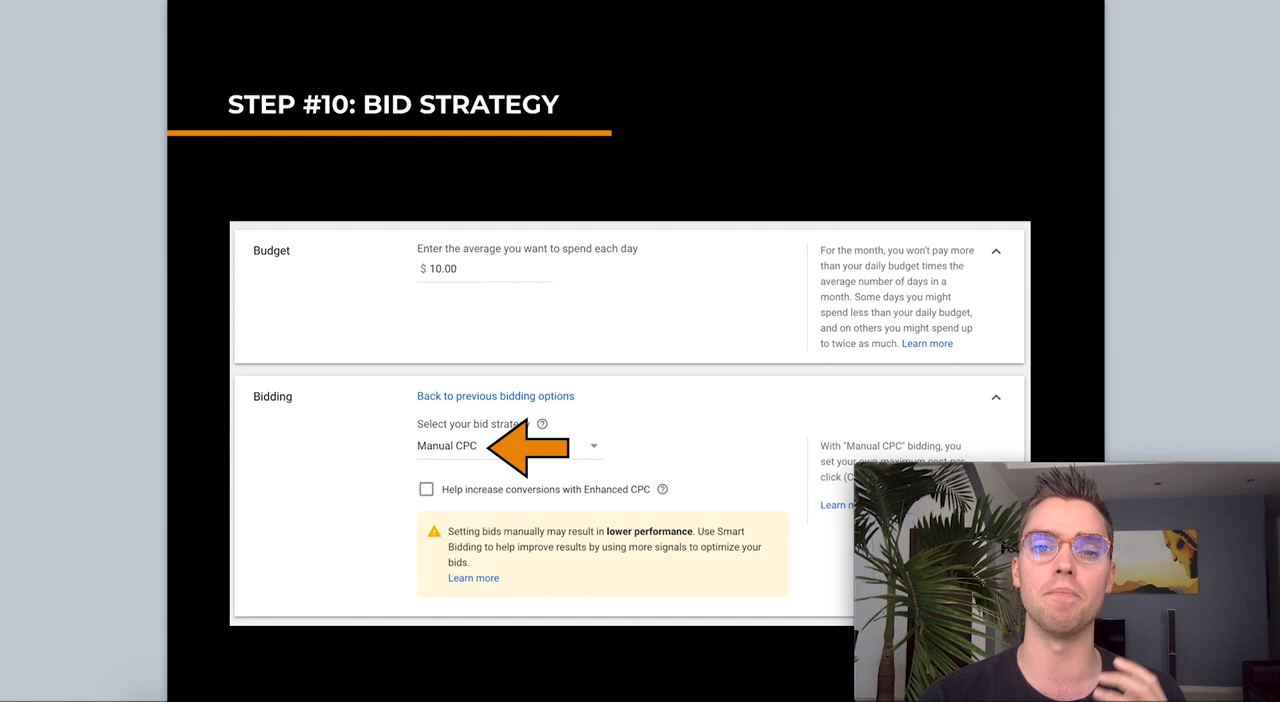 STEP #10: BID STRATEGY
Budget
Enter the average you want to spend each day
$ 10.00
For the month, you won't pay more
than your daily budget times the
average number of days in a
month. Some days you might
spend less than your daily budget,
and on others you might spend up
to twice as much. Learn more
Bidding
Back to previous bidding options
Select your bid strategy
Manual CPC
Help increase conversions with Enhanced CPC
Setting bids manually may result in lower performance. Use Smart
Bidding to help improve results by using more signals to optimize your
bids.
Learn more
With "Manual CPC" bidding, you
set your own maximum cost per
click (C
Learn